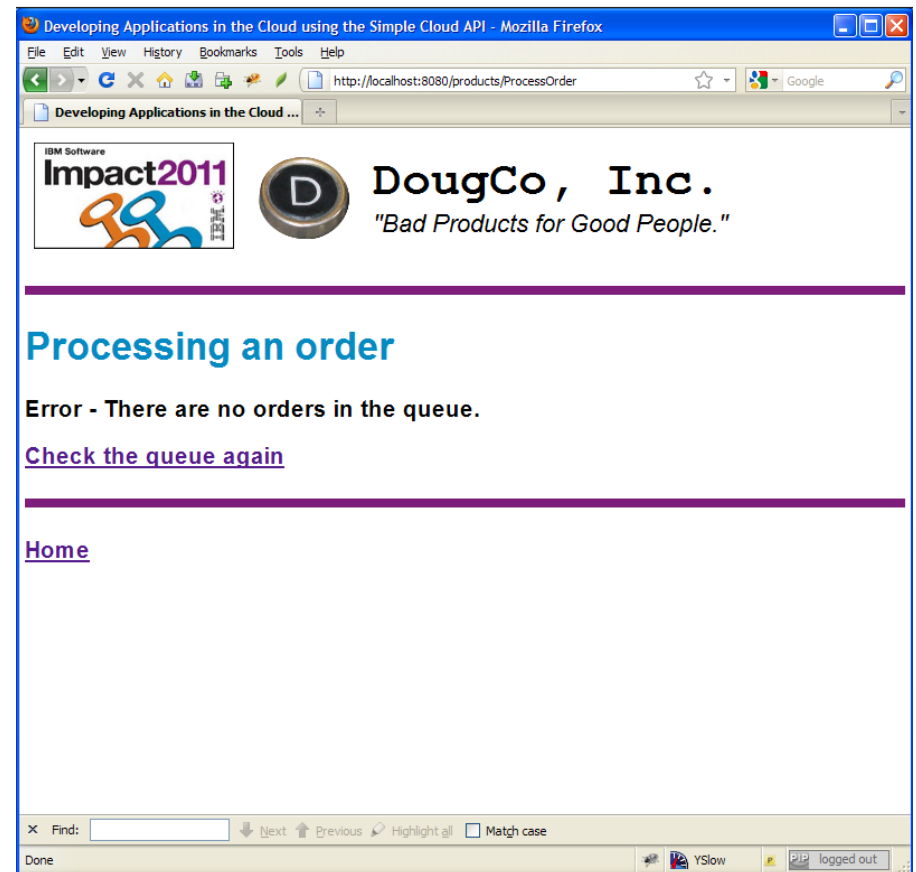 Developing Applications in the Cloud using the Simple Cloud API - Mozilla Firefox
File Edit View History Bookmarks Tools Help
http://localhost:8080/products/ProcessOrder
Google
Developing Applications in the Cloud ...
IBM Software
Impact2011
IBM
D
DougCo, Inc.
"Bad Products for Good People."
Processing an order
Error - There are no orders in the queue.
Check the queue again
Home
× Find: Next Previous Highlight all Match case
Done YSlow P PIP logged out